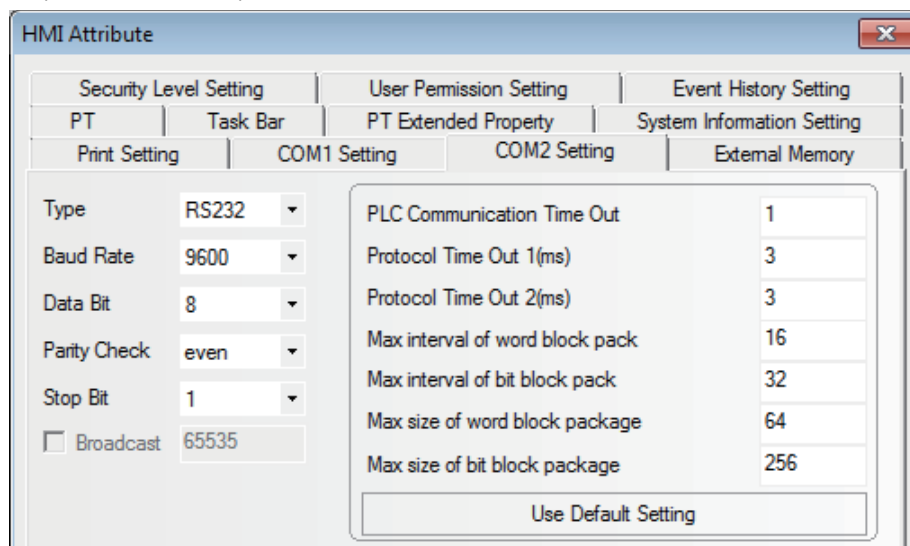 HMI Attribute
Security Level Setting User Permission Setting Event History Setting
PT Task Bar PT Extended Property System Information Setting
Print Setting COM1 Setting COM2 Setting External Memory
Type RS232
Baud Rate 9600
Data Bit 8
Parity Check even
Stop Bit 1
Broadcast 65535
PLC Communication Time Out 1
Protocol Time Out 1(ms) 3
Protocol Time Out 2(ms) 3
Max interval of word block pack 16
Max interval of bit block pack 32
Max size of word block package 64
Max size of bit block package 256
Use Default Setting